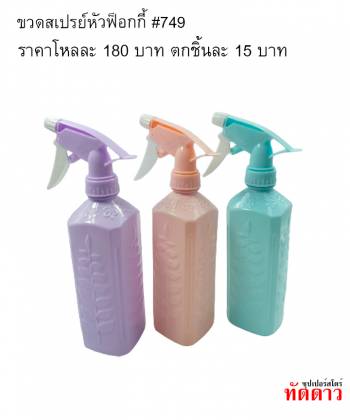 ขวดสเปรย์หัวฟ็อกกี้ #749
ราคาโหลละ 180 บาท ตกชิ้นละ 15 บาท
ซุปเปอร์สโตร์
ทัดดาว